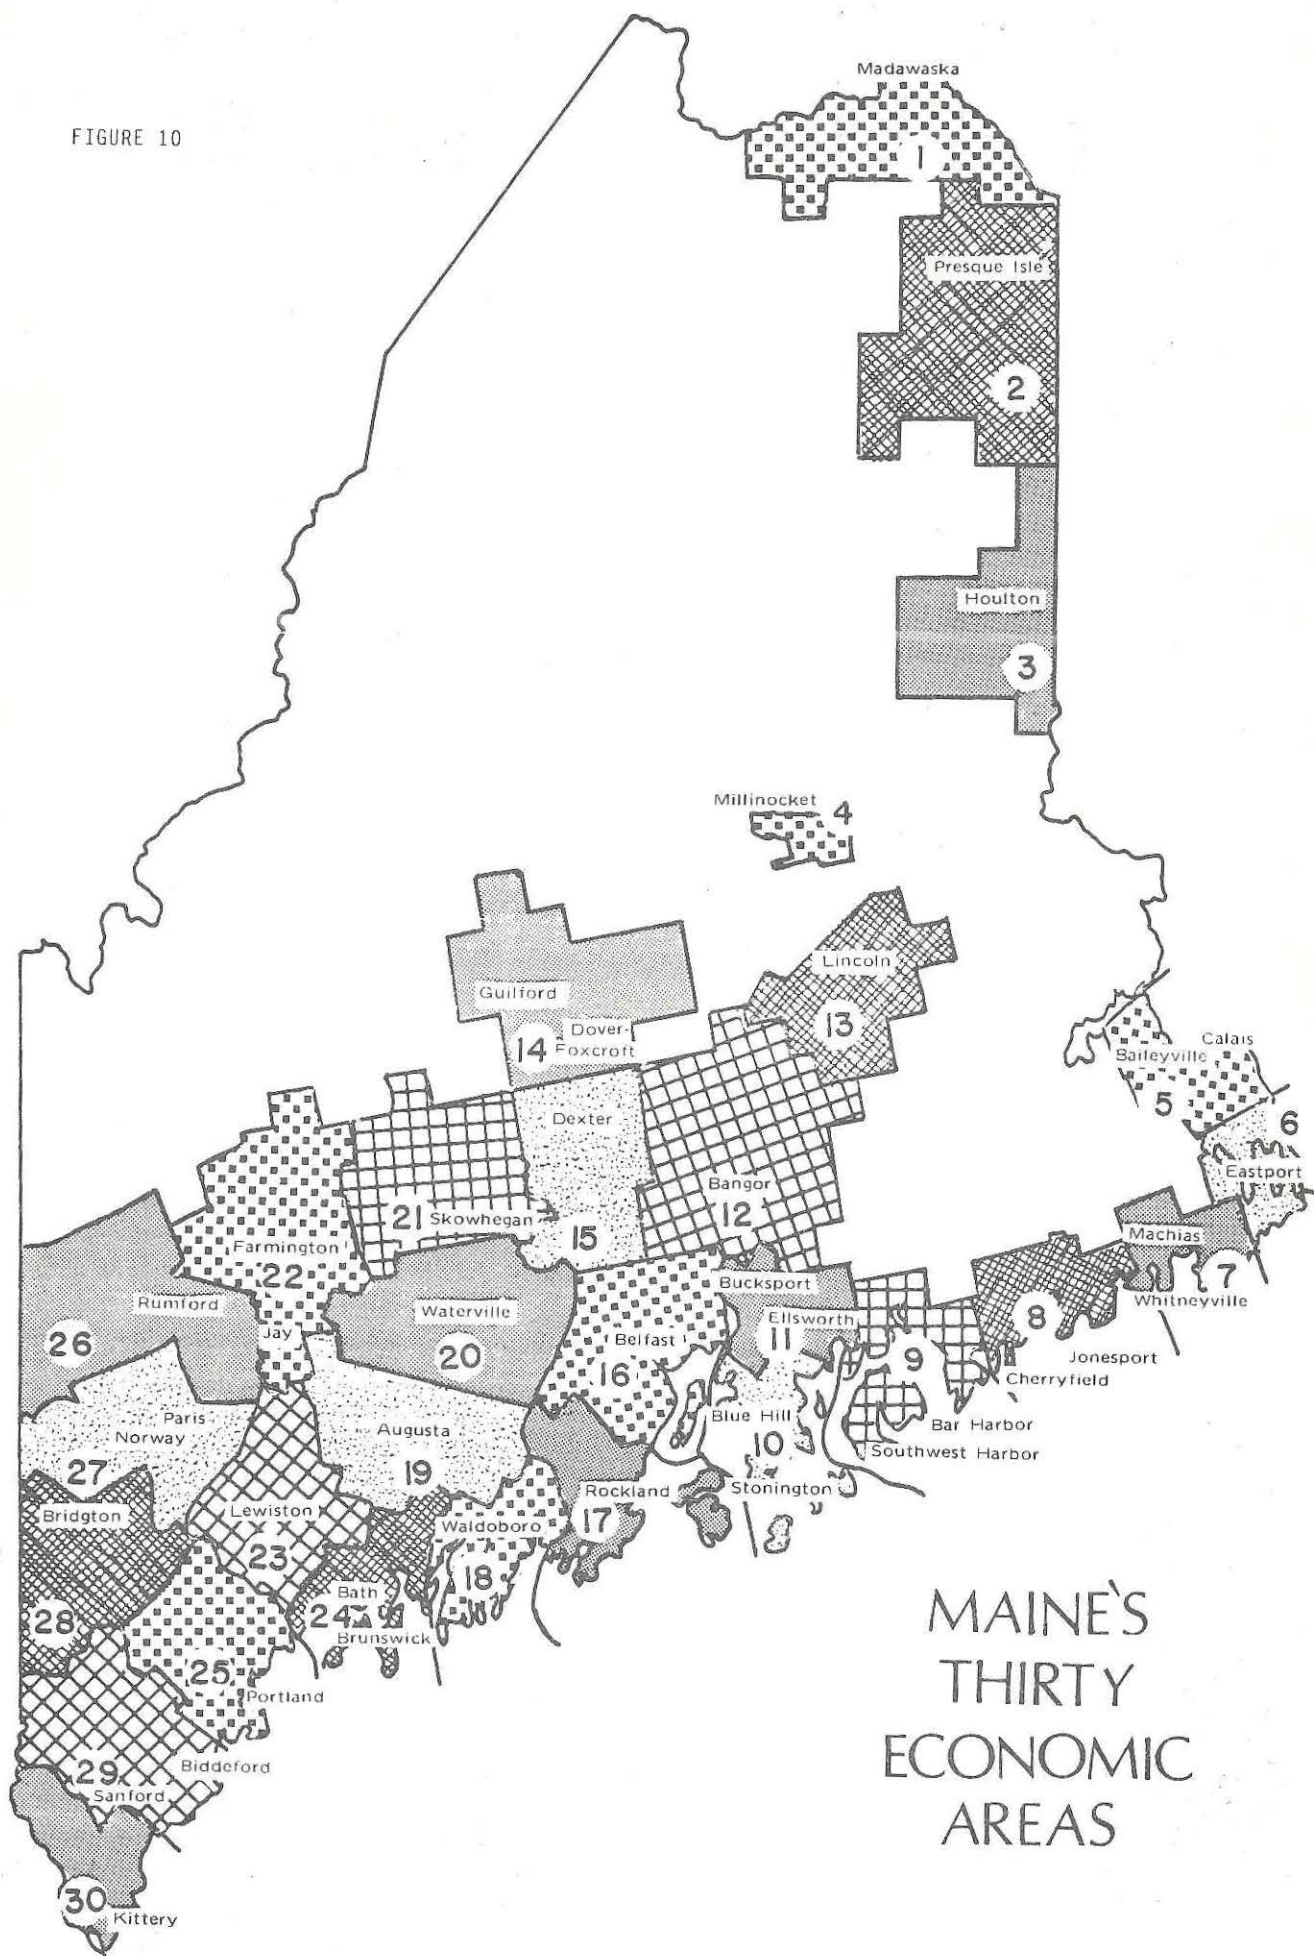 FIGURE 10
Madawaska
1
Presque Isle
2
Houlton
3
Millinocket
4
Lincoln
13
Guilford
14
Dover-
Foxcroft
Calais
Baileyville
5
6
Eastport
Dexter
15
Bangor
12
21
Skowhegan
Machias
7
Whitneyville
Farmington
22
Rumford
26
Jay
Waterville
20
Bucksport
Ellsworth
11
Belfast
16
8
Jonesport
Cherryfield
9
Bar Harbor
Southwest Harbor
Blue Hill
10
Stonington
Paris
Norway
27
Augusta
19
Rockland
17
Bridgton
28
Lewiston
23
Waldoboro
18
Bath
24
Brunswick
25
Portland
29
Biddeford
Sanford
30
Kittery
MAINE'S
THIRTY
ECONOMIC
AREAS